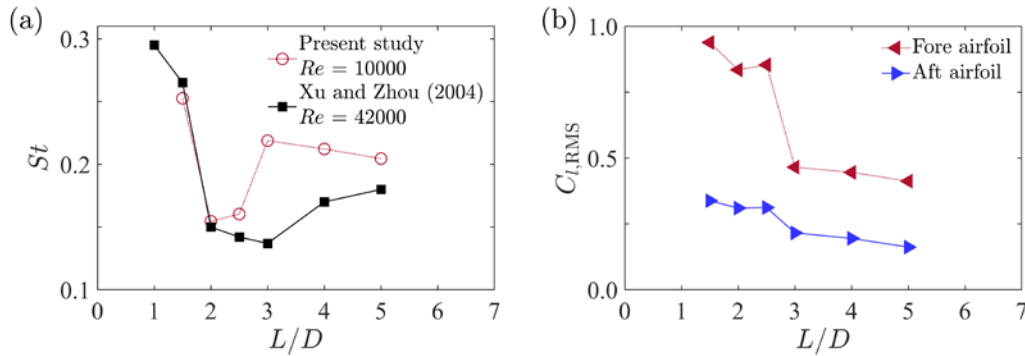 (a)
0.3
0.2
0.1
St
Present study
Re = 10000
Xu and Zhou (2004)
Re = 42000
0 1 2 3 4 5 6 7
L/D
(b)
1.0
0.5
0.0
C_{l,RMS}
Fore airfoil
Aft airfoil
0 1 2 3 4 5 6 7
L/D